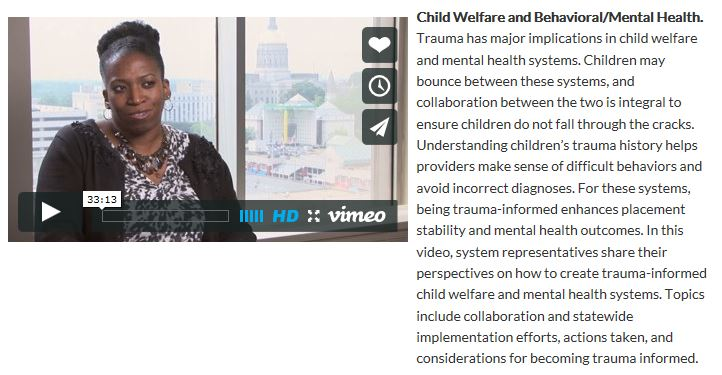 Child Welfare and Behavioral/Mental Health.
Trauma has major implications in child welfare
and mental health systems. Children may
bounce between these systems, and
collaboration between the two is integral to
ensure children do not fall through the cracks.
Understanding children's trauma history helps
providers make sense of difficult behaviors and
avoid incorrect diagnoses. For these systems,
being trauma-informed enhances placement
stability and mental health outcomes. In this
video, system representatives share their
perspectives on how to create trauma-informed
child welfare and mental health systems. Topics
include collaboration and statewide
implementation efforts, actions taken, and
considerations for becoming trauma informed.
33:13
HD vimeo